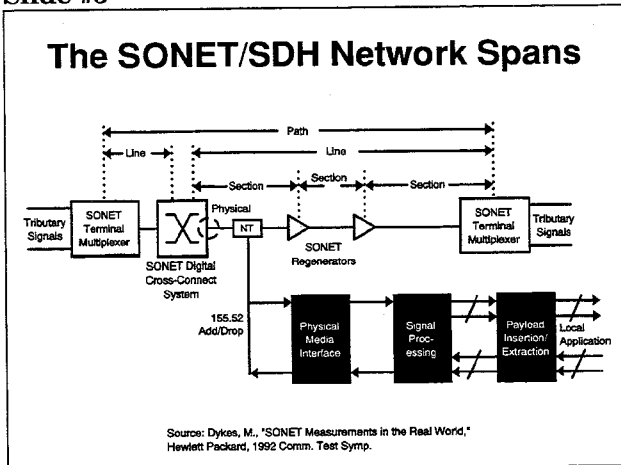 The SONET/SDH Network Spans
Path
Line
Line
Section
Section
Section
Physical
Tributary
Signals
SONET
Terminal
Multiplexer
SONET Digital
Cross-Connect
System
NT
SONET
Regenerators
SONET
Terminal
Multiplexer
Tributary
Signals
155.52
Add/Drop
Physical
Media
Interface
Signal
Proc-
essing
Payload
Insertion/
Extraction
Local
Application
Source: Dykes, M., "SONET Measurements in the Real World,"
Hewlett Packard, 1992 Comm. Test Symp.